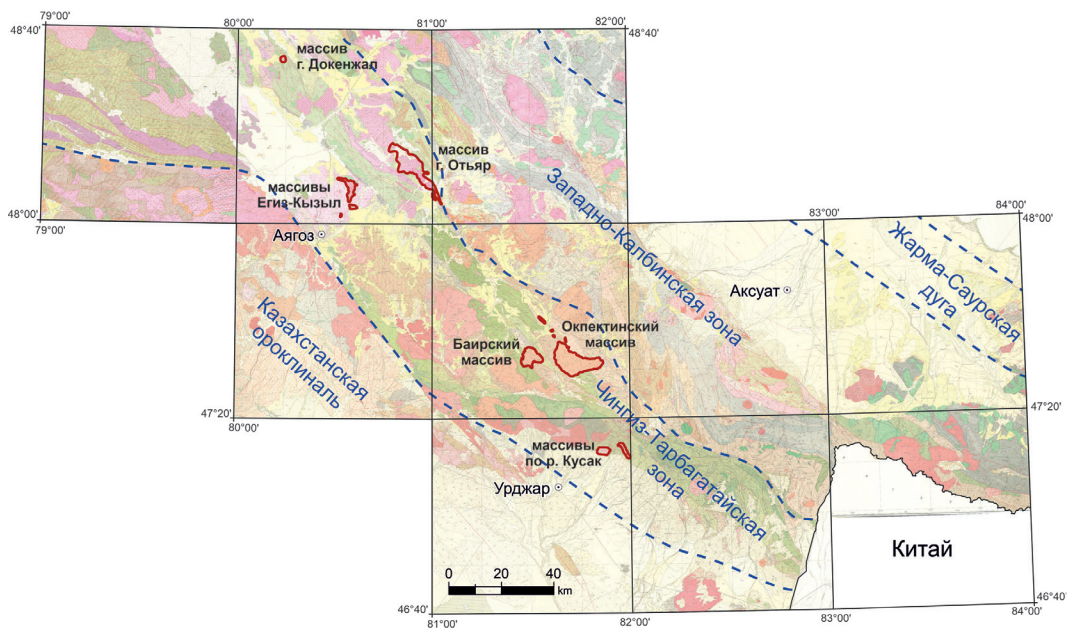 79°00'
80°00'
81°00'
82°00'
48°40'
48°40'
массив
г. Докенжал
массив
г. Отъяр
массивы
Егиз-Кызыл
48°00'
79°00'
Аягоз
Западно-Калбинская зона
83°00'
84°00'
48°00'
Жарма-Саурская
дуга
Аксуат
Казахстанская
ороклиналь
Окпектинский
массив
Баирский
массив
47°20'
80°00'
47°20'
Чингиз-Тарбагатайская
зона
массивы
по р. Кусак
Урджар
Китай
0 20 40
km
46°40'
81°00'
82°00'
83°00'
84°00'
46°40'